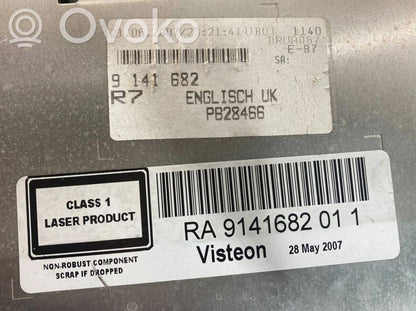 Ovoko
1140
E-87
SA:
9 141 682
R7 ENGLISCH UK
PB28466
CLASS 1
LASER PRODUCT
NON-ROBUST COMPONENT
SCRAP IF DROPPED
RA 9141682 01 1
Visteon 28 May 2007